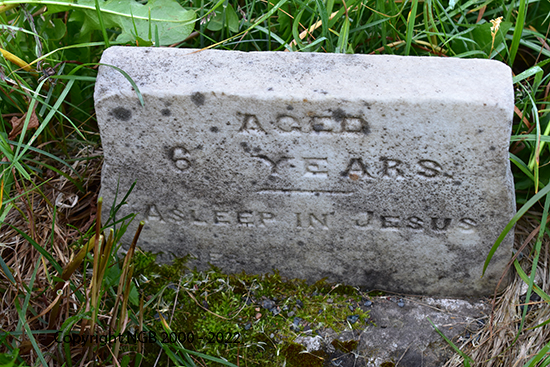 AGED
6 YEARS.
"ASLEEP IN JESUS"
Copyright NGB 2000 - 2022